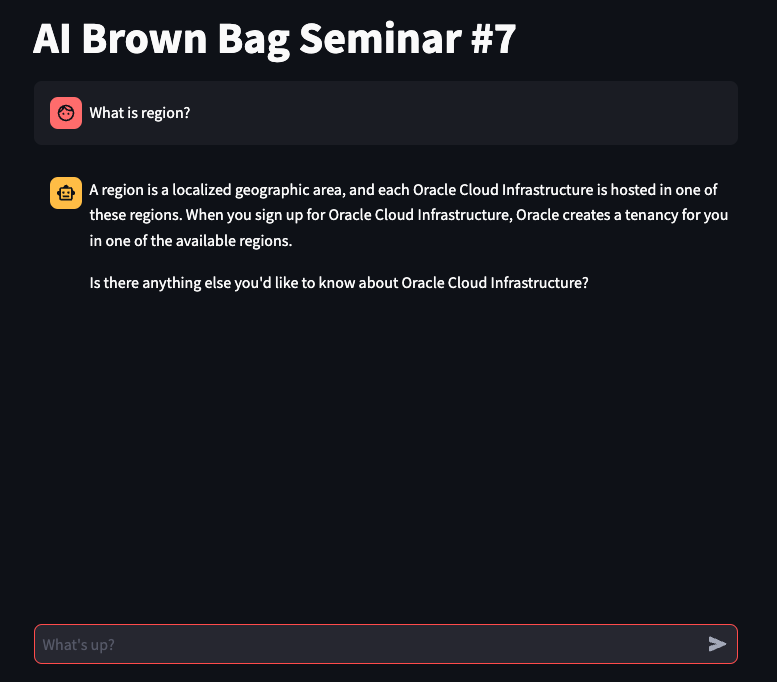 AI Brown Bag Seminar #7
What is region?
A region is a localized geographic area, and each Oracle Cloud Infrastructure is hosted in one of
these regions. When you sign up for Oracle Cloud Infrastructure, Oracle creates a tenancy for you
in one of the available regions.
Is there anything else you'd like to know about Oracle Cloud Infrastructure?
What's up?